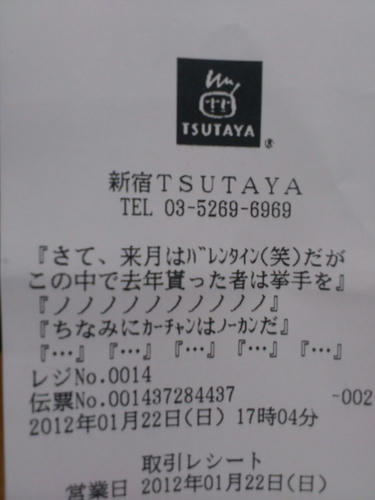 TSUTAYA
新宿ＴＳＵＴＡＹＡ
TEL 03-5269-6969
『さて、来月はﾊﾞﾚﾝﾀｲﾝ(笑)だが
この中で去年貰った者は挙手を』
『ノノノノノノノノノノ』
『ちなみにｶｰﾁｬﾝはﾉｰｶﾝだ』
『…』『…』『…』『…』『…』
レジNo.0014
伝票No.001437284437 -002
2012年01月22日(日) 17時04分
取引レシート
営業日 2012年01月22日(日)